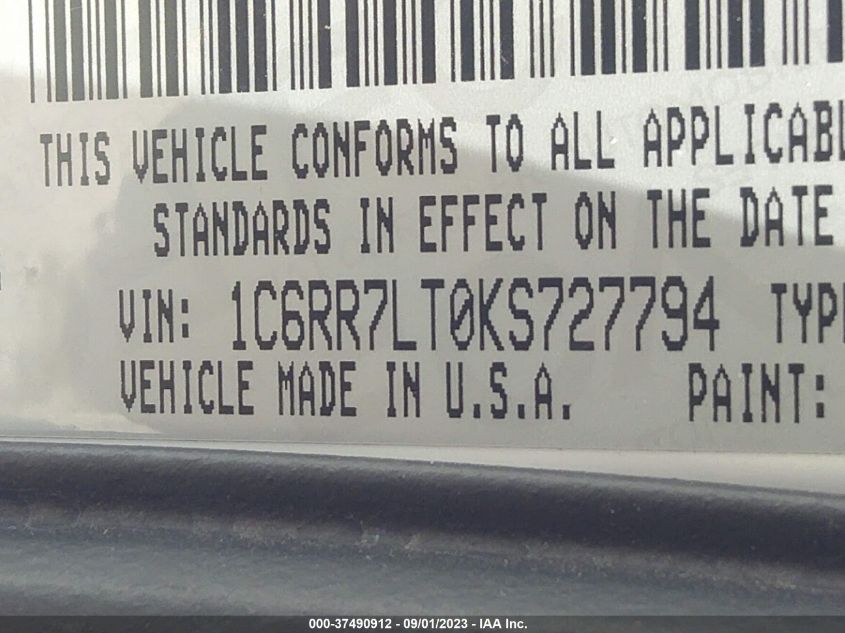 THIS VEHICLE CONFORMS TO ALL APPLICABL
STANDARDS IN EFFECT ON THE DATE
VIN: 1C6RR7LT0KS727794 TYP
VEHICLE MADE IN U.S.A. PAINT:
000-37490912 - 09/01/2023 - IAA Inc.